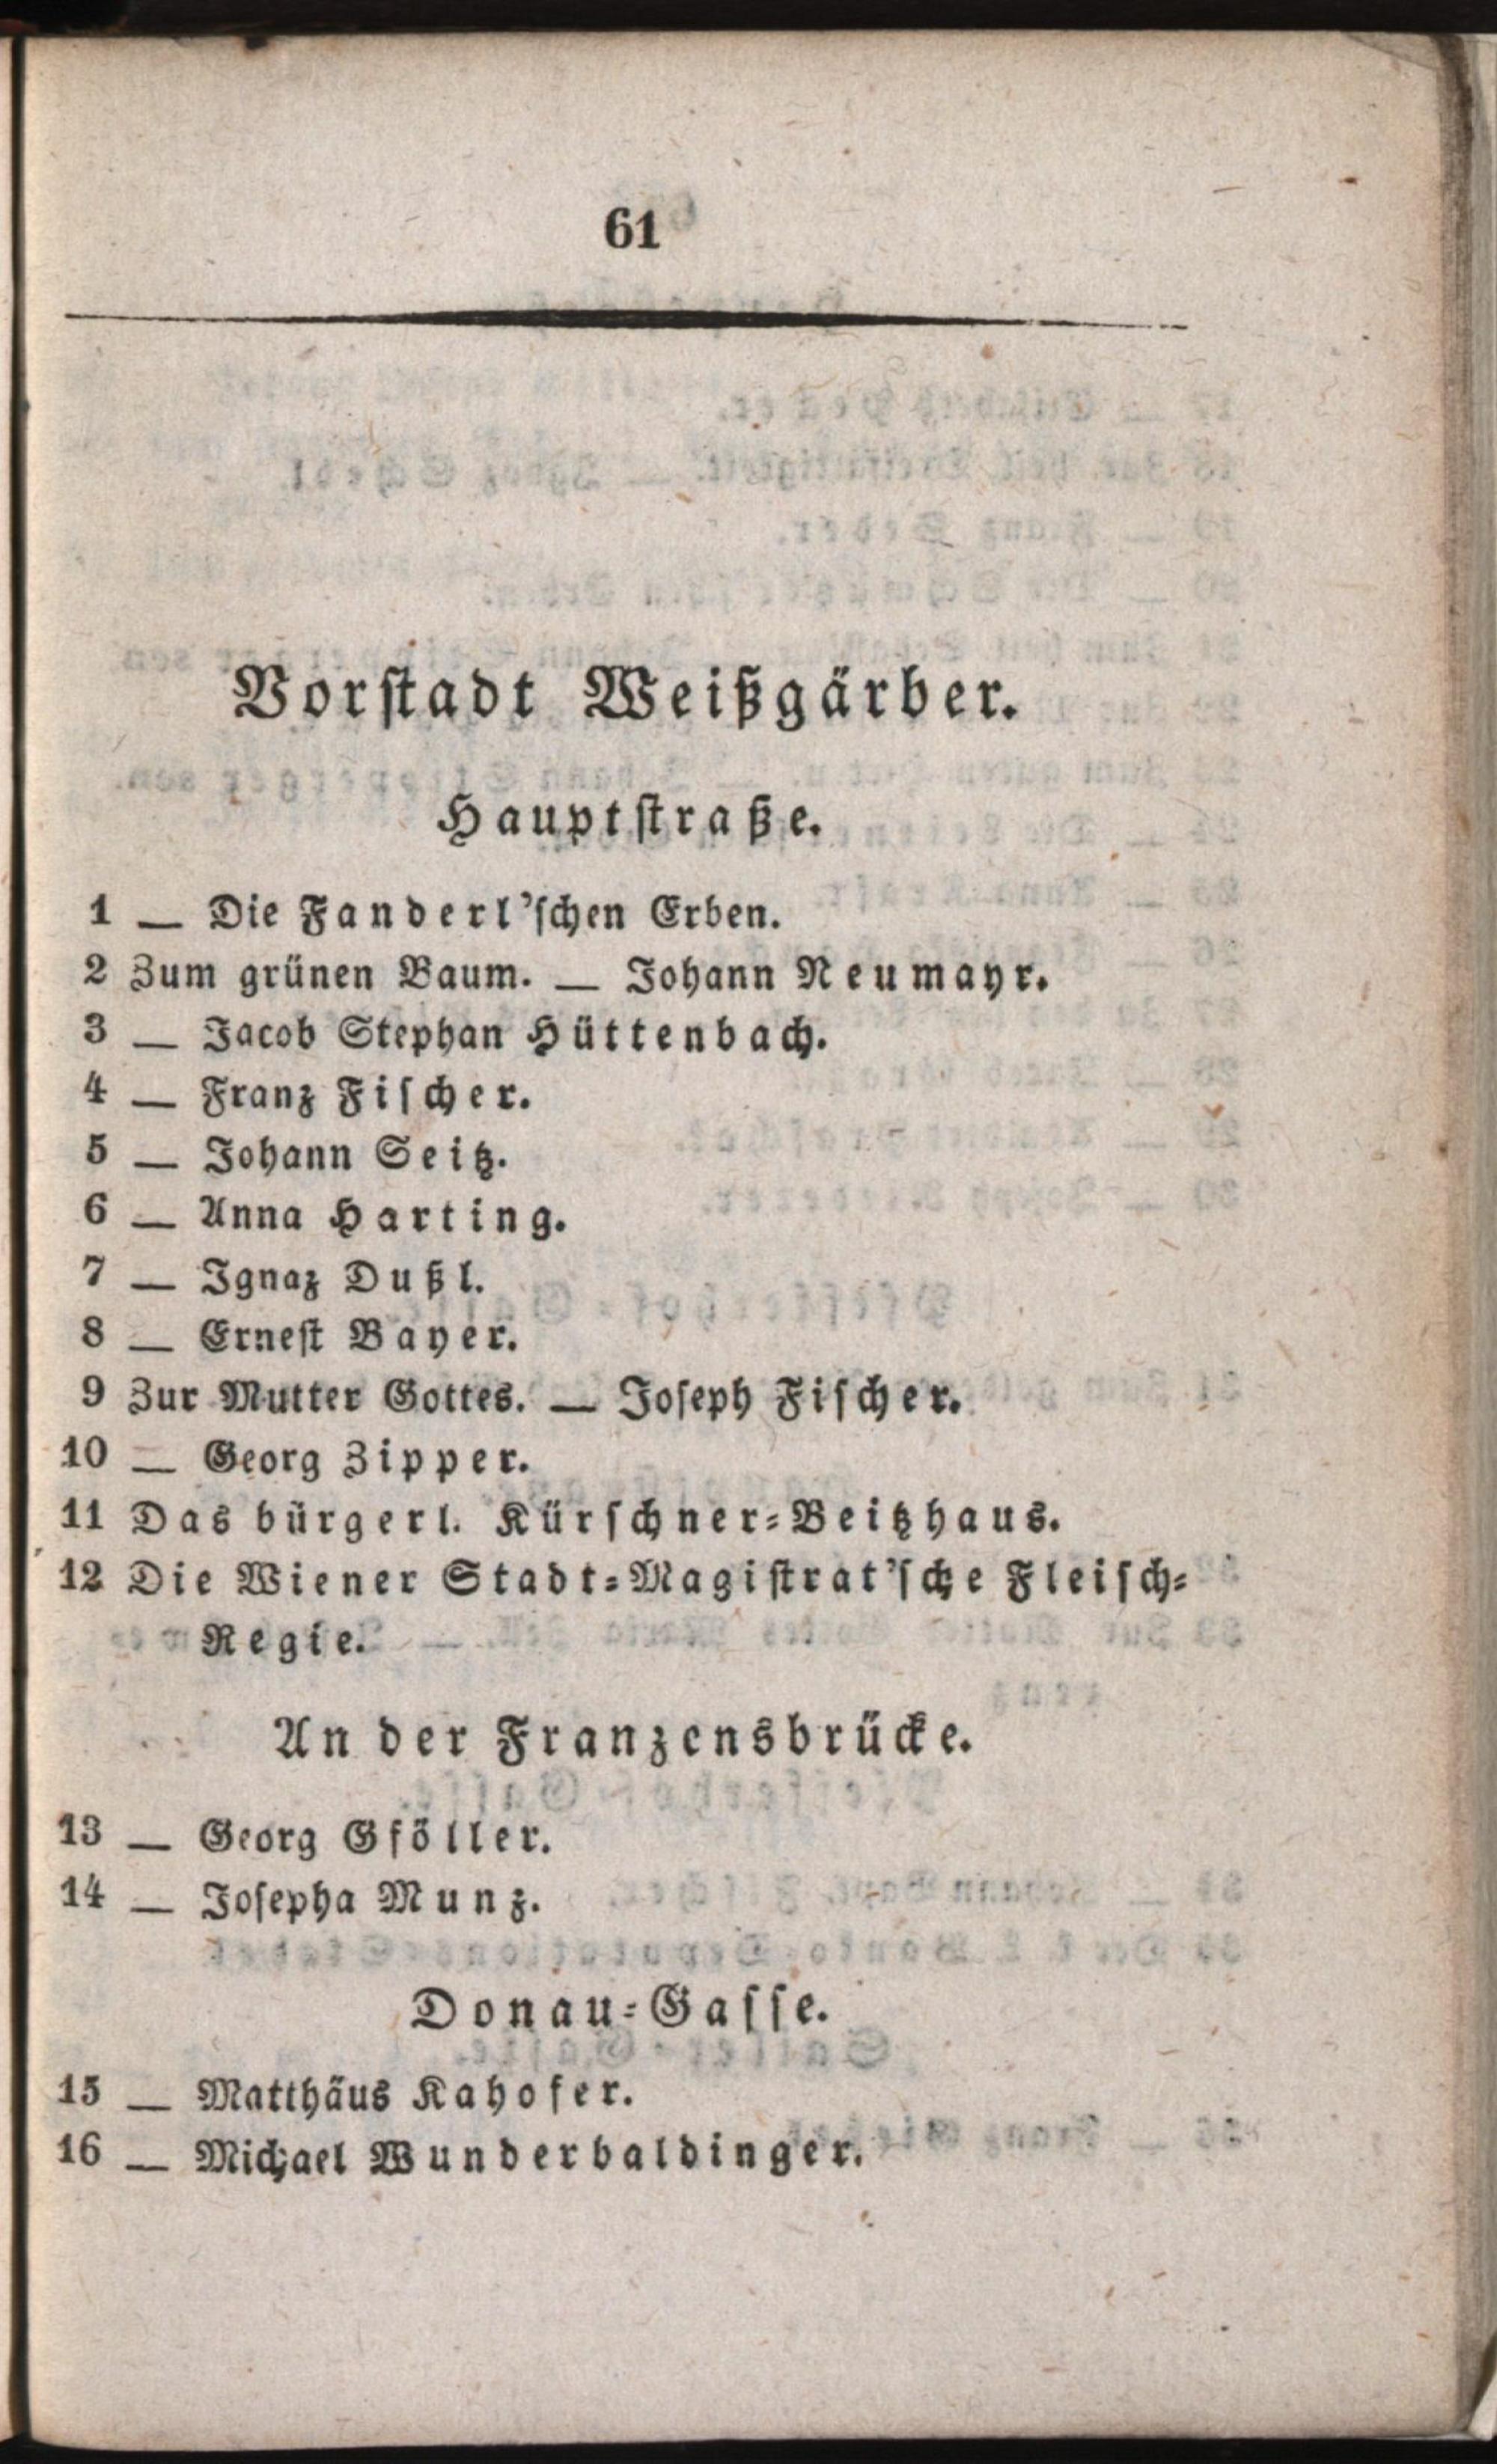 61
Vorstadt Weißgärber.
Hauptstraße.
1 — Die Fanderl'schen Erben.
2 Zum grünen Baum. — Johann Neumayr.
3 — Jacob Stephan Hüttenbach.
4 — Franz Fischer.
5 — Johann Seitz.
6 — Anna Harting.
7 — Ignaz Dußl.
8 — Ernest Bayer.
9 Zur Mutter Gottes. — Joseph Fischer.
10 — Georg Zipper.
11 Das bürgerl. Kürschner-Beitzhaus.
12 Die Wiener Stadt-Magistrat'sche Fleisch-
Regie.
An der Franzensbrücke.
13 — Georg Gföller.
14 — Josepha Munz.
Donau-Gasse.
15 — Matthäus Kahofer.
16 — Michael Wunderbaldinger.